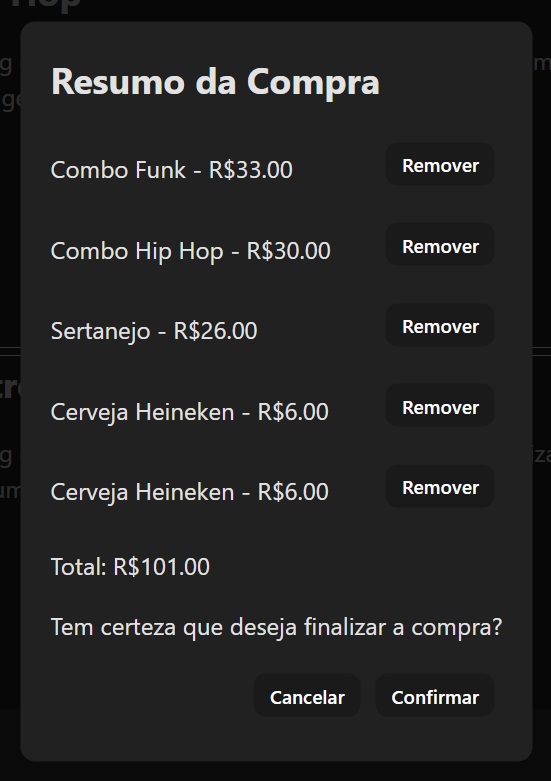 Resumo da Compra
Combo Funk - R$33.00
Remover
Combo Hip Hop - R$30.00
Remover
Sertanejo - R$26.00
Remover
Cerveja Heineken - R$6.00
Remover
Cerveja Heineken - R$6.00
Remover
Total: R$101.00
Tem certeza que deseja finalizar a compra?
Cancelar
Confirmar